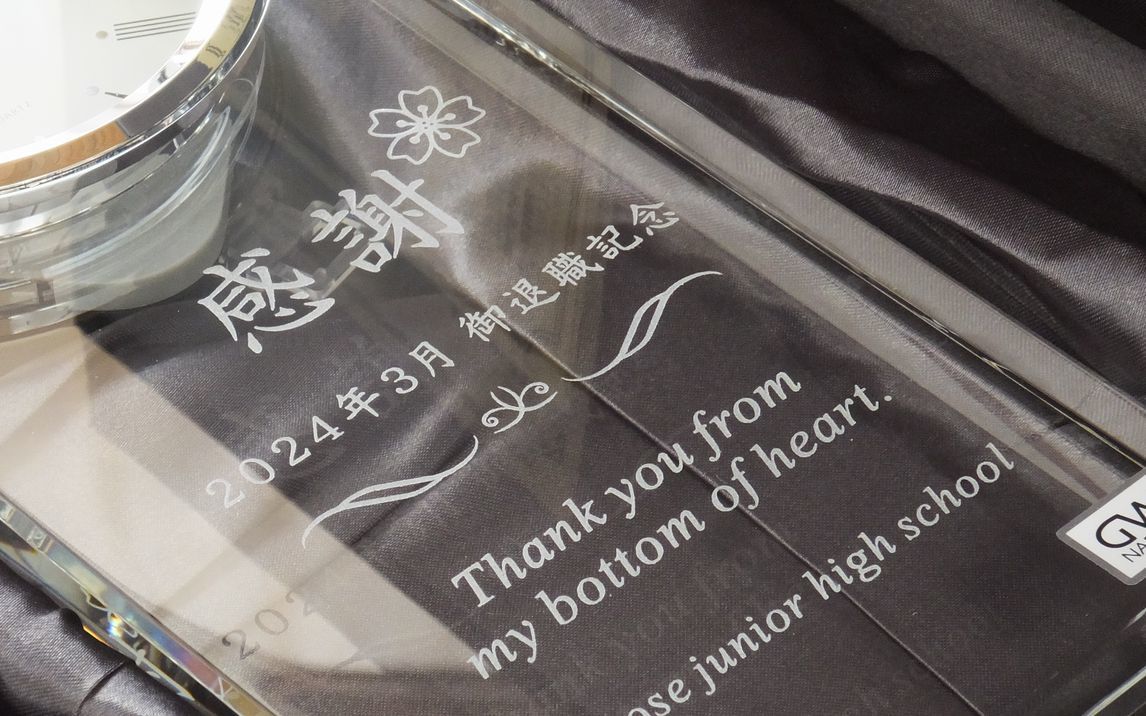 感謝
2024年3月 御退職記念
Thank you from
my bottom of heart.
junior high school